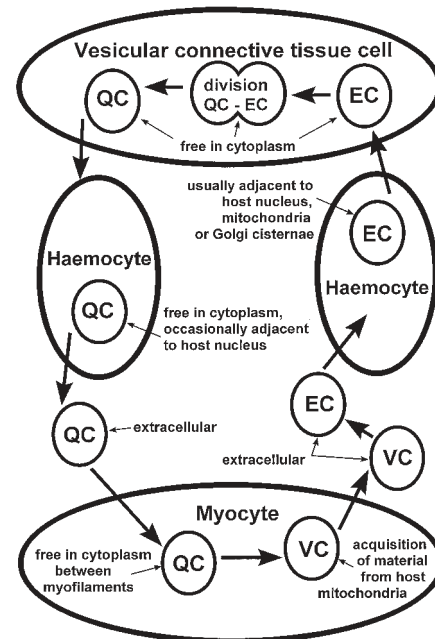 Vesicular connective tissue cell
QC
division
QC - EC
EC
free in cytoplasm
usually adjacent to
host nucleus,
mitochondria
or Golgi cisternae
EC
Haemocyte
Haemocyte
QC
free in cytoplasm,
occasionally adjacent
to host nucleus
EC
QC
extracellular
extracellular
VC
Myocyte
free in cytoplasm
between
myofilaments
QC
VC
acquisition
of material
from host
mitochondria